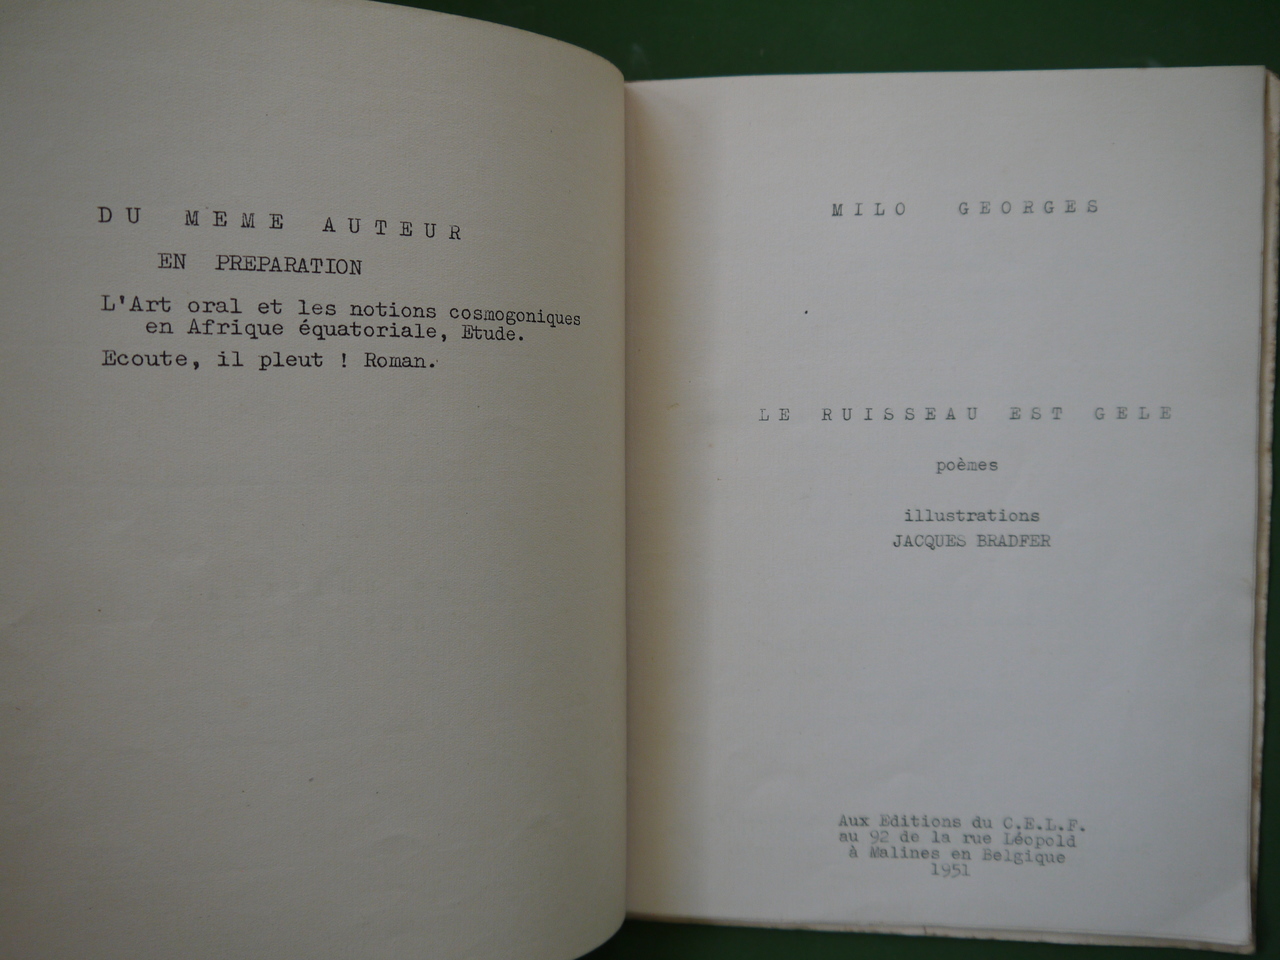 DU MEME AUTEUR
EN PREPARATION
L'Art oral et les notions cosmogoniques
en Afrique équatoriale, Etude.
Ecoute, il pleut ! Roman.
MILO GEORGES
LE RUISSEAU EST GELE
poèmes
illustrations
JACQUES BRADFER
Aux Editions du C.E.L.F.
au 92 de la rue Léopold
à Malines en Belgique
1951